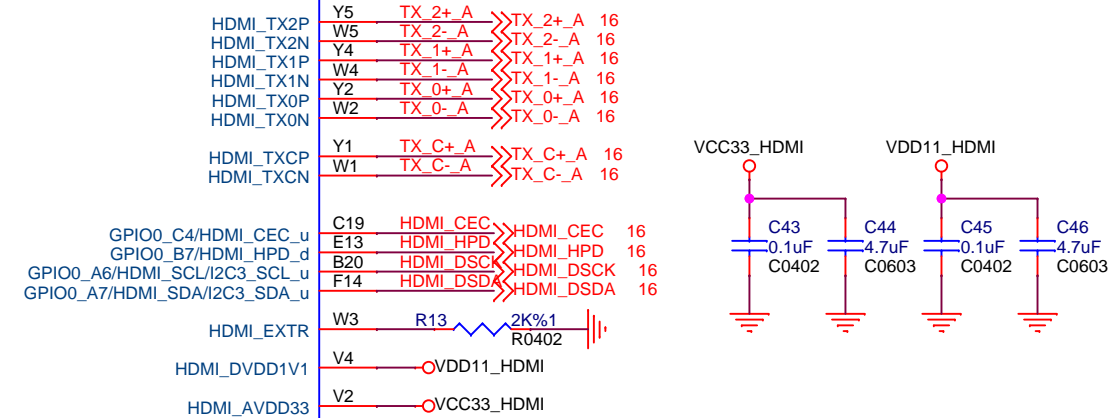 HDMI_TX2P Y5 TX_2+_A TX_2+_A 16
HDMI_TX2N W5 TX_2-_A TX_2-_A 16
HDMI_TX1P Y4 TX_1+_A TX_1+_A 16
HDMI_TX1N W4 TX_1-_A TX_1-_A 16
HDMI_TX0P Y2 TX_0+_A TX_0+_A 16
HDMI_TX0N W2 TX_0-_A TX_0-_A 16
HDMI_TXCP Y1 TX_C+_A TX_C+_A 16
HDMI_TXCN W1 TX_C-_A TX_C-_A 16
GPIO0_C4/HDMI_CEC_u C19 HDMI_CEC HDMI_CEC 16
GPIO0_B7/HDMI_HPD_d E13 HDMI_HPD HDMI_HPD 16
GPIO0_A6/HDMI_SCL/I2C3_SCL_u B20 HDMI_DSCK HDMI_DSCK 16
GPIO0_A7/HDMI_SDA/I2C3_SDA_u F14 HDMI_DSDA HDMI_DSDA 16
HDMI_EXTR W3 R13 2K%1
R0402
HDMI_DVDD1V1 V4 VDD11_HDMI
HDMI_AVDD33 V2 VCC33_HDMI
VCC33_HDMI VDD11_HDMI
C43 C44 C45 C46
0.1uF 4.7uF 0.1uF 4.7uF
C0402 C0603 C0402 C0603